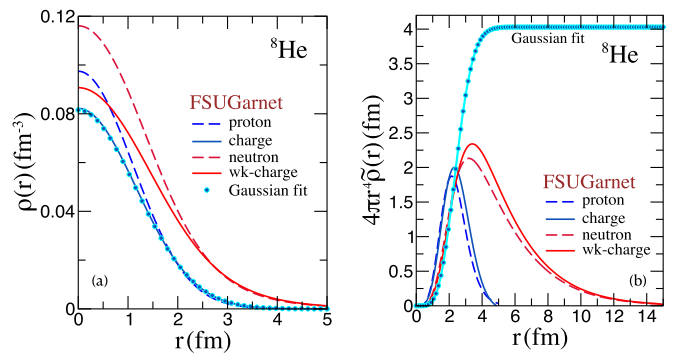 0.12
0.08
0.04
0
ρ(r)(fm⁻³)
⁸He
FSUGarnet
proton
charge
neutron
wk-charge
Gaussian fit
(a)
0 1 2 3 4 5
r(fm)
4
3.5
3
2.5
2
1.5
1
0.5
0
4πr⁴ρ̃(r)(fm)
Gaussian fit
⁸He
FSUGarnet
proton
charge
neutron
wk-charge
(b)
0 2 4 6 8 10 12 14
r(fm)